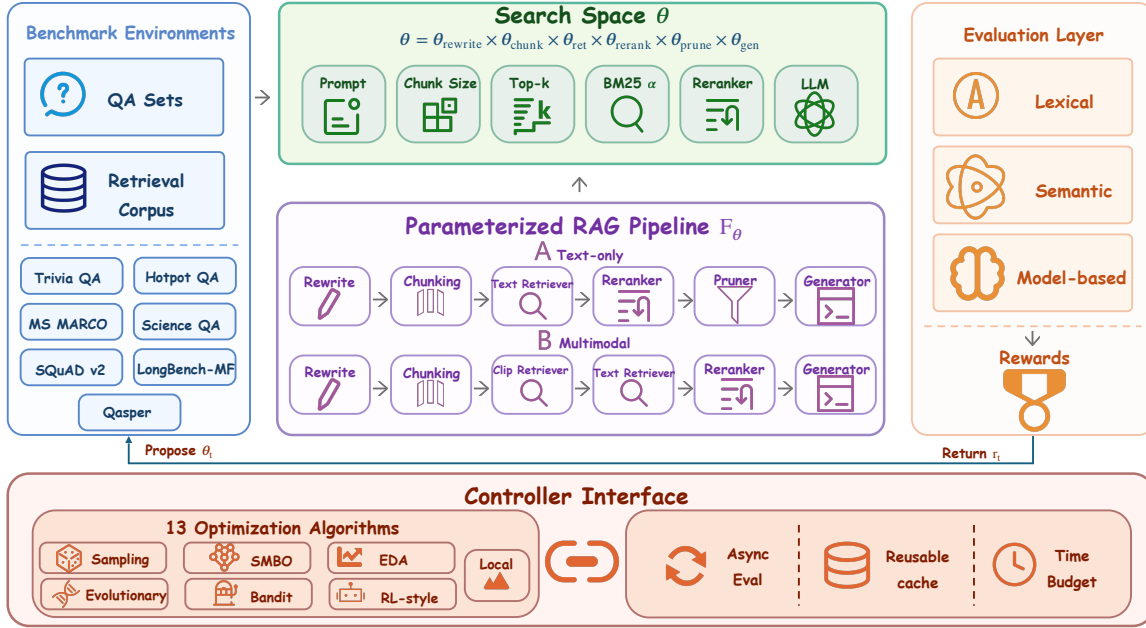 Benchmark Environments
QA Sets
Retrieval
Corpus
Trivia QA
Hotpot QA
MS MARCO
Science QA
SQuAD v2
LongBench-MF
Qasper
Search Space θ
θ = θrewrite × θchunk × θret × θrerank × θprune × θgen
Prompt
Chunk Size
Top-k
k
BM25 α
Reranker
LLM
Parameterized RAG Pipeline Fθ
A Text-only
Rewrite
Chunking
Text Retriever
Reranker
Pruner
Generator
B Multimodal
Rewrite
Chunking
Clip Retriever
Text Retriever
Reranker
Generator
Evaluation Layer
A
Lexical
Semantic
Model-based
Rewards
Propose θt
Return rt
Controller Interface
13 Optimization Algorithms
Sampling
SMBO
EDA
Local
Evolutionary
Bandit
RL-style
Async
Eval
Reusable
cache
Time
Budget